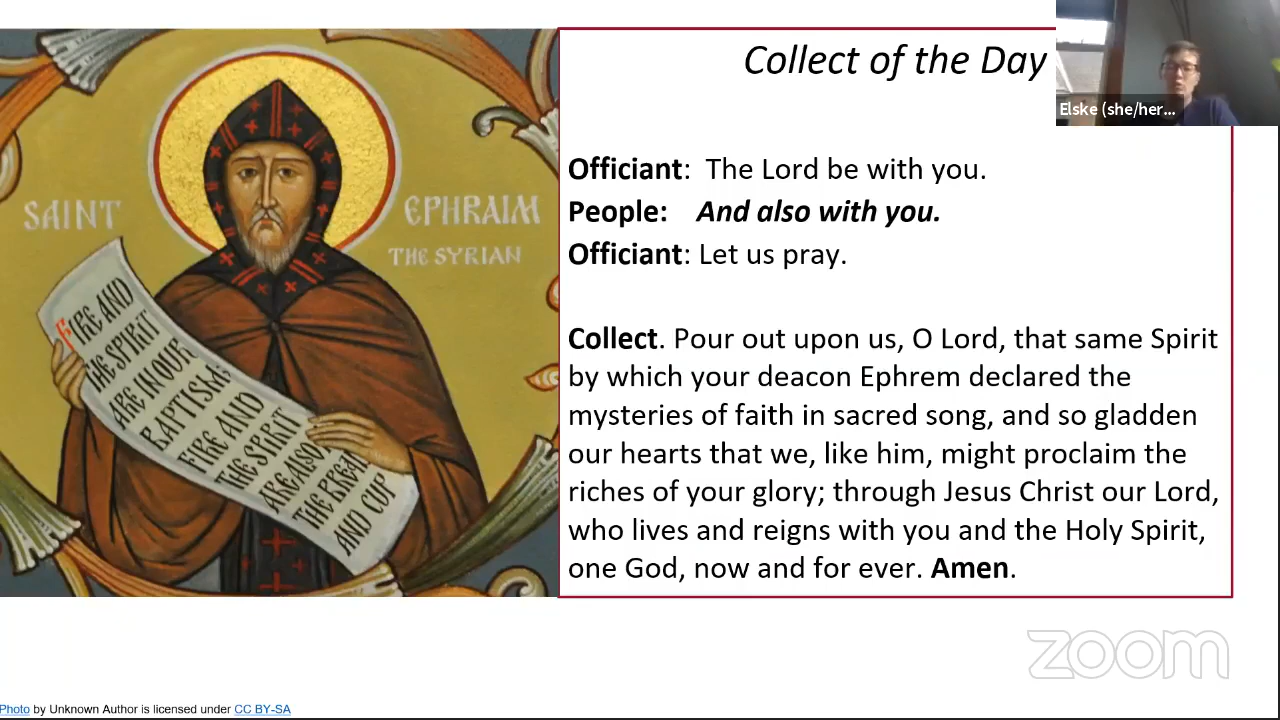 Collect of the Day
Elske (she/her...
Officiant:  The Lord be with you.
People:    And also with you.
Officiant: Let us pray.
Collect. Pour out upon us, O Lord, that same Spirit
by which your deacon Ephrem declared the
mysteries of faith in sacred song, and so gladden
our hearts that we, like him, might proclaim the
riches of your glory; through Jesus Christ our Lord,
who lives and reigns with you and the Holy Spirit,
one God, now and for ever. Amen.
SAINT EPHRAIM
THE SYRIAN
FIRE AND
THE SPIRIT
ARE IN OUR
BAPTISM:
FIRE AND
THE SPIRIT
ARE ALSO
THE BREAD
AND CUP
zoom
Photo by Unknown Author is licensed under CC BY-SA